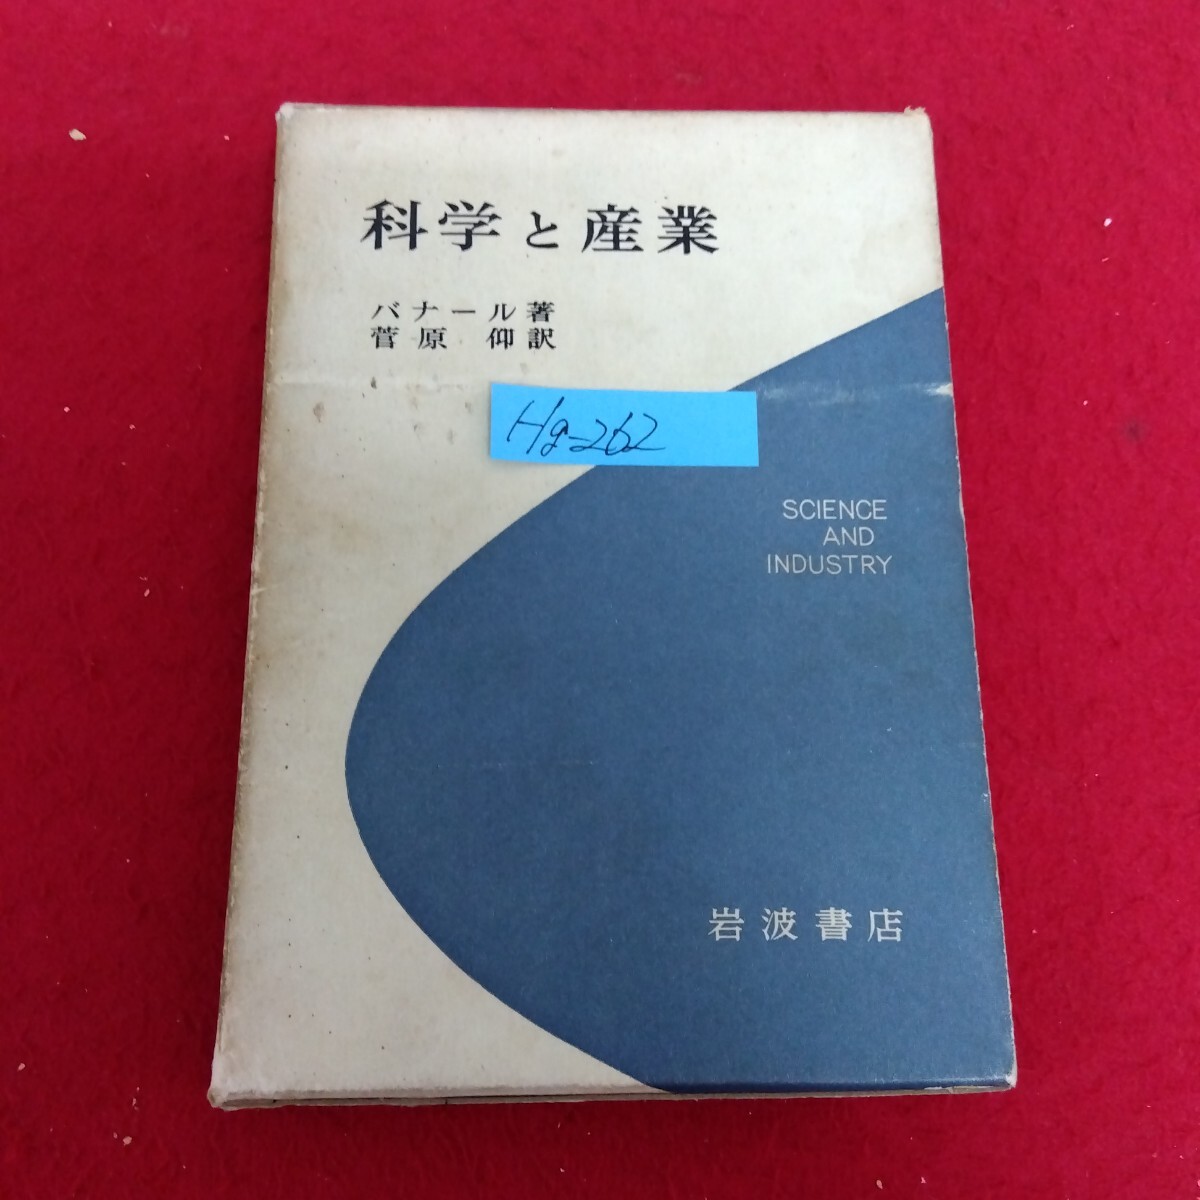 科学と産業
バナール著
菅原 仰訳
Hg-262
SCIENCE
AND
INDUSTRY
岩波書店